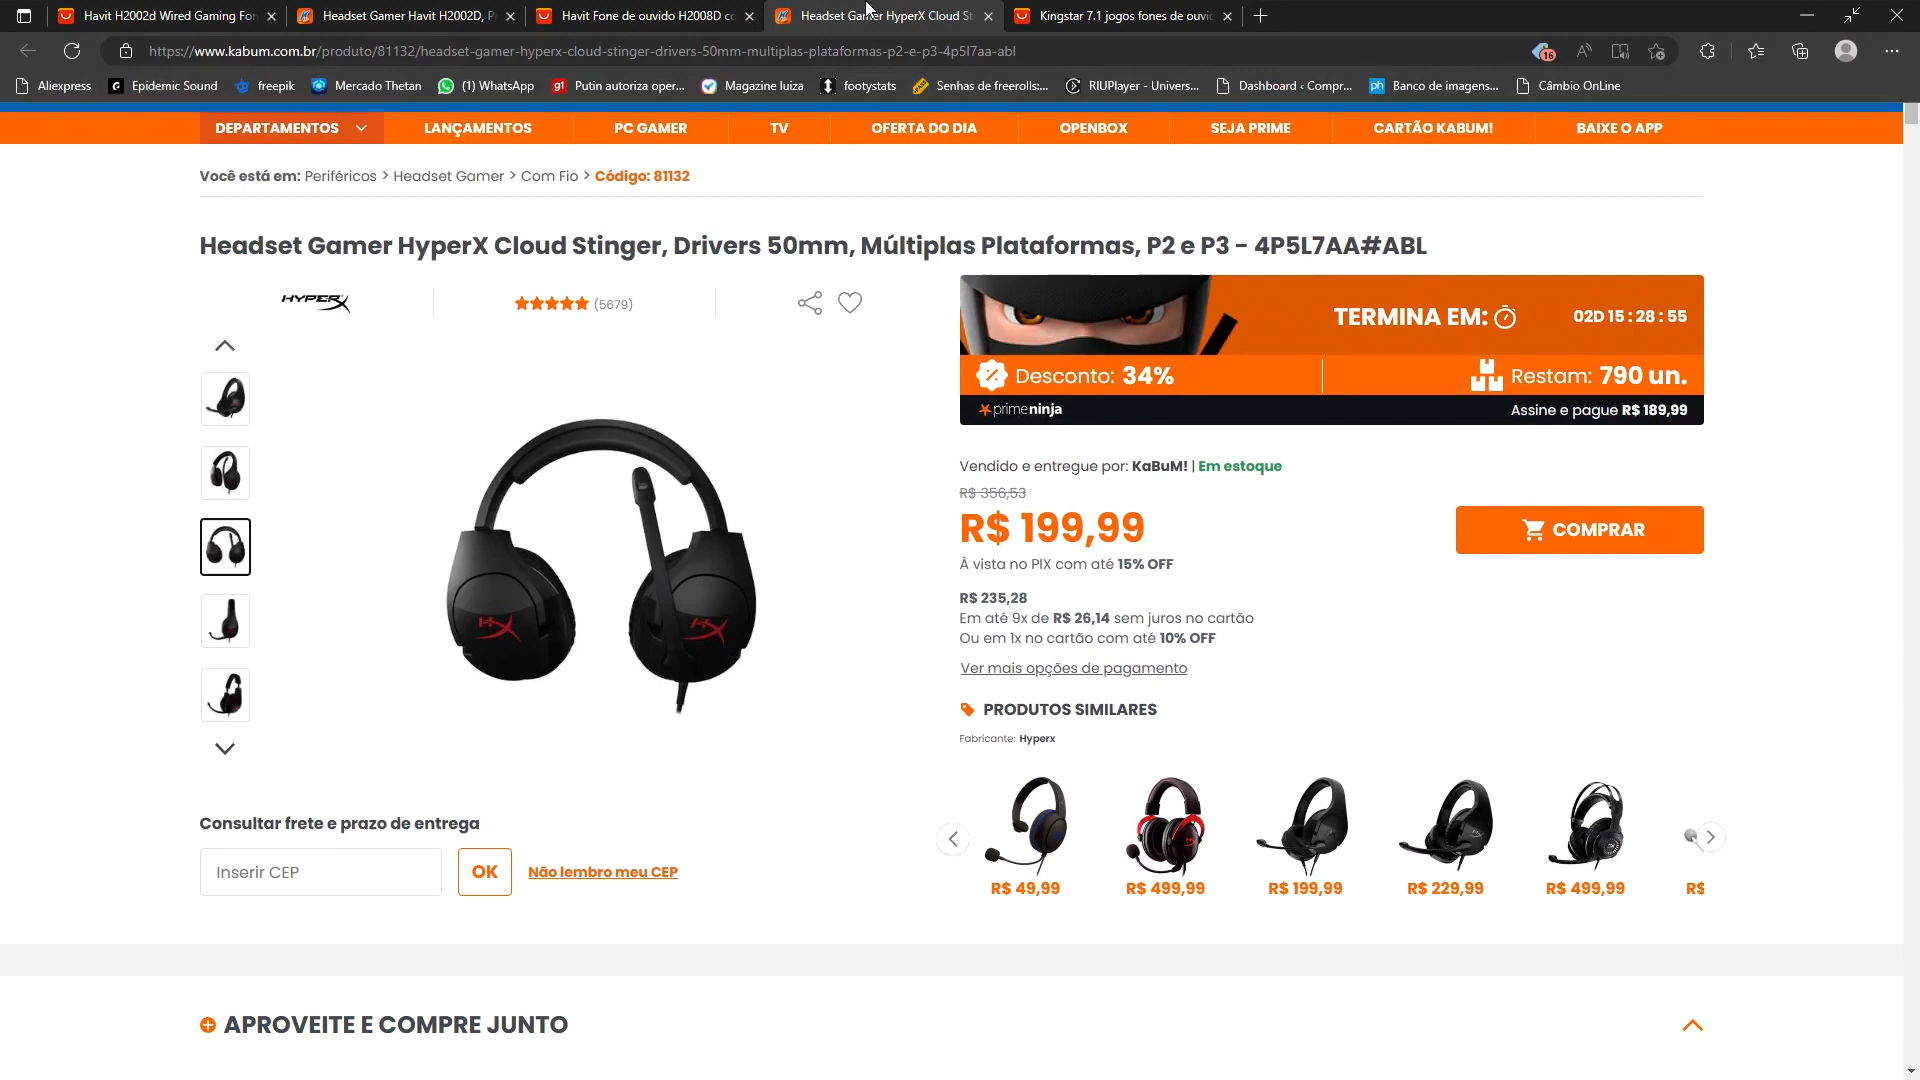 Havit H2002d Wired Gaming Fon
Headset Gamer Havit H2002D, P
Havit Fone de ouvido H2008D co
Headset Gamer HyperX Cloud Sti
Kingstar 7.1 jogos fones de ouvic
https://www.kabum.com.br/produto/81132/headset-gamer-hyperx-cloud-stinger-drivers-50mm-multiplas-plataformas-p2-e-p3-4p5l7aa-abl
16
Aliexpress
Epidemic Sound
freepik
Mercado Thetan
(1) WhatsApp
g1 Putin autoriza oper...
Magazine luiza
footystats
Senhas de freerolls:...
RIUPlayer - Univers...
Dashboard ‹ Compr...
ph Banco de imagens...
Câmbio OnLine
DEPARTAMENTOS
LANÇAMENTOS
PC GAMER
TV
OFERTA DO DIA
OPENBOX
SEJA PRIME
CARTÃO KABUM!
BAIXE O APP
Você está em: Periféricos > Headset Gamer > Com Fio > Código: 81132
Headset Gamer HyperX Cloud Stinger, Drivers 50mm, Múltiplas Plataformas, P2 e P3 - 4P5L7AA#ABL
HYPERX
(5679)
TERMINA EM:
02D 15 : 28 : 55
Desconto: 34%
Restam: 790 un.
primeninja
Assine e pague R$ 189,99
Vendido e entregue por: KaBuM! | Em estoque
R$ 356,53
R$ 199,99
COMPRAR
À vista no PIX com até 15% OFF
R$ 235,28
Em até 9x de R$ 26,14 sem juros no cartão
Ou em 1x no cartão com até 10% OFF
Ver mais opções de pagamento
PRODUTOS SIMILARES
Fabricante: Hyperx
R$ 49,99
R$ 499,99
R$ 199,99
R$ 229,99
R$ 499,99
R$
Consultar frete e prazo de entrega
Inserir CEP
OK
Não lembro meu CEP
APROVEITE E COMPRE JUNTO